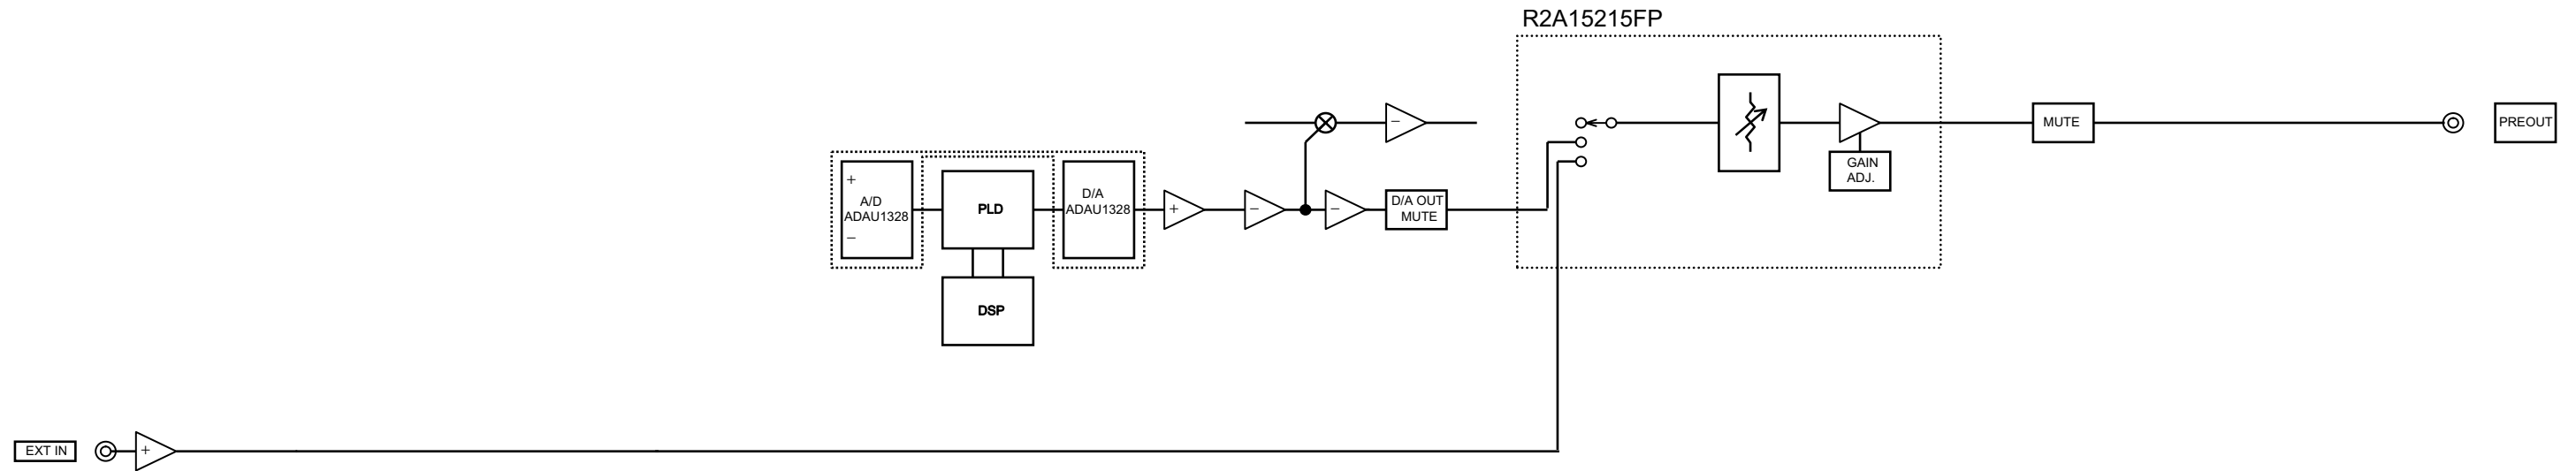 R2A15215FP
MUTE
PREOUT
GAIN
ADJ.
+
A/D
ADAU1328
−
PLD
D/A
ADAU1328
+
−
−
−
D/A OUT
MUTE
DSP
EXT IN
+